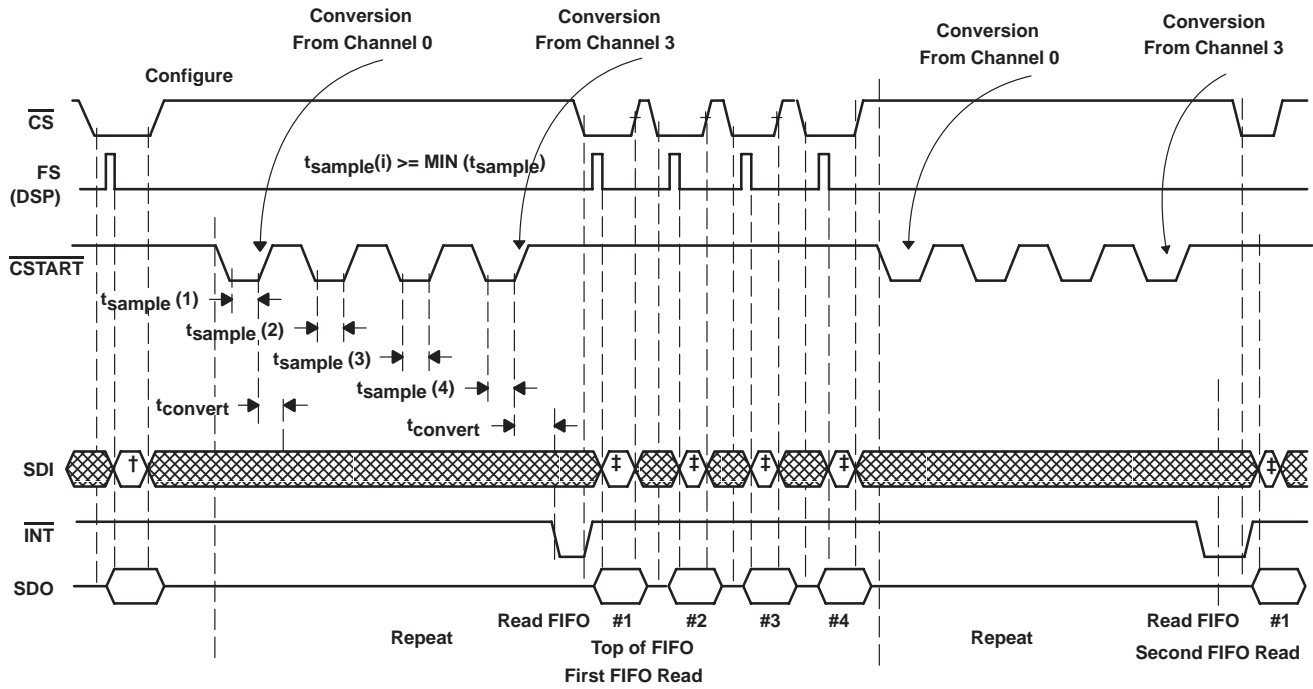 Conversion
From Channel 0
Conversion
From Channel 3
Conversion
From Channel 0
Conversion
From Channel 3
Configure
CS
FS
(DSP)
tsample(i) >= MIN (tsample)
CSTART
tsample (1)
tsample (2)
tsample (3)
tsample (4)
tconvert
tconvert
SDI
†
‡
‡
‡
‡
‡
INT
SDO
Repeat
Read FIFO
#1
#2
#3
#4
Top of FIFO
First FIFO Read
Repeat
Read FIFO
#1
Second FIFO Read